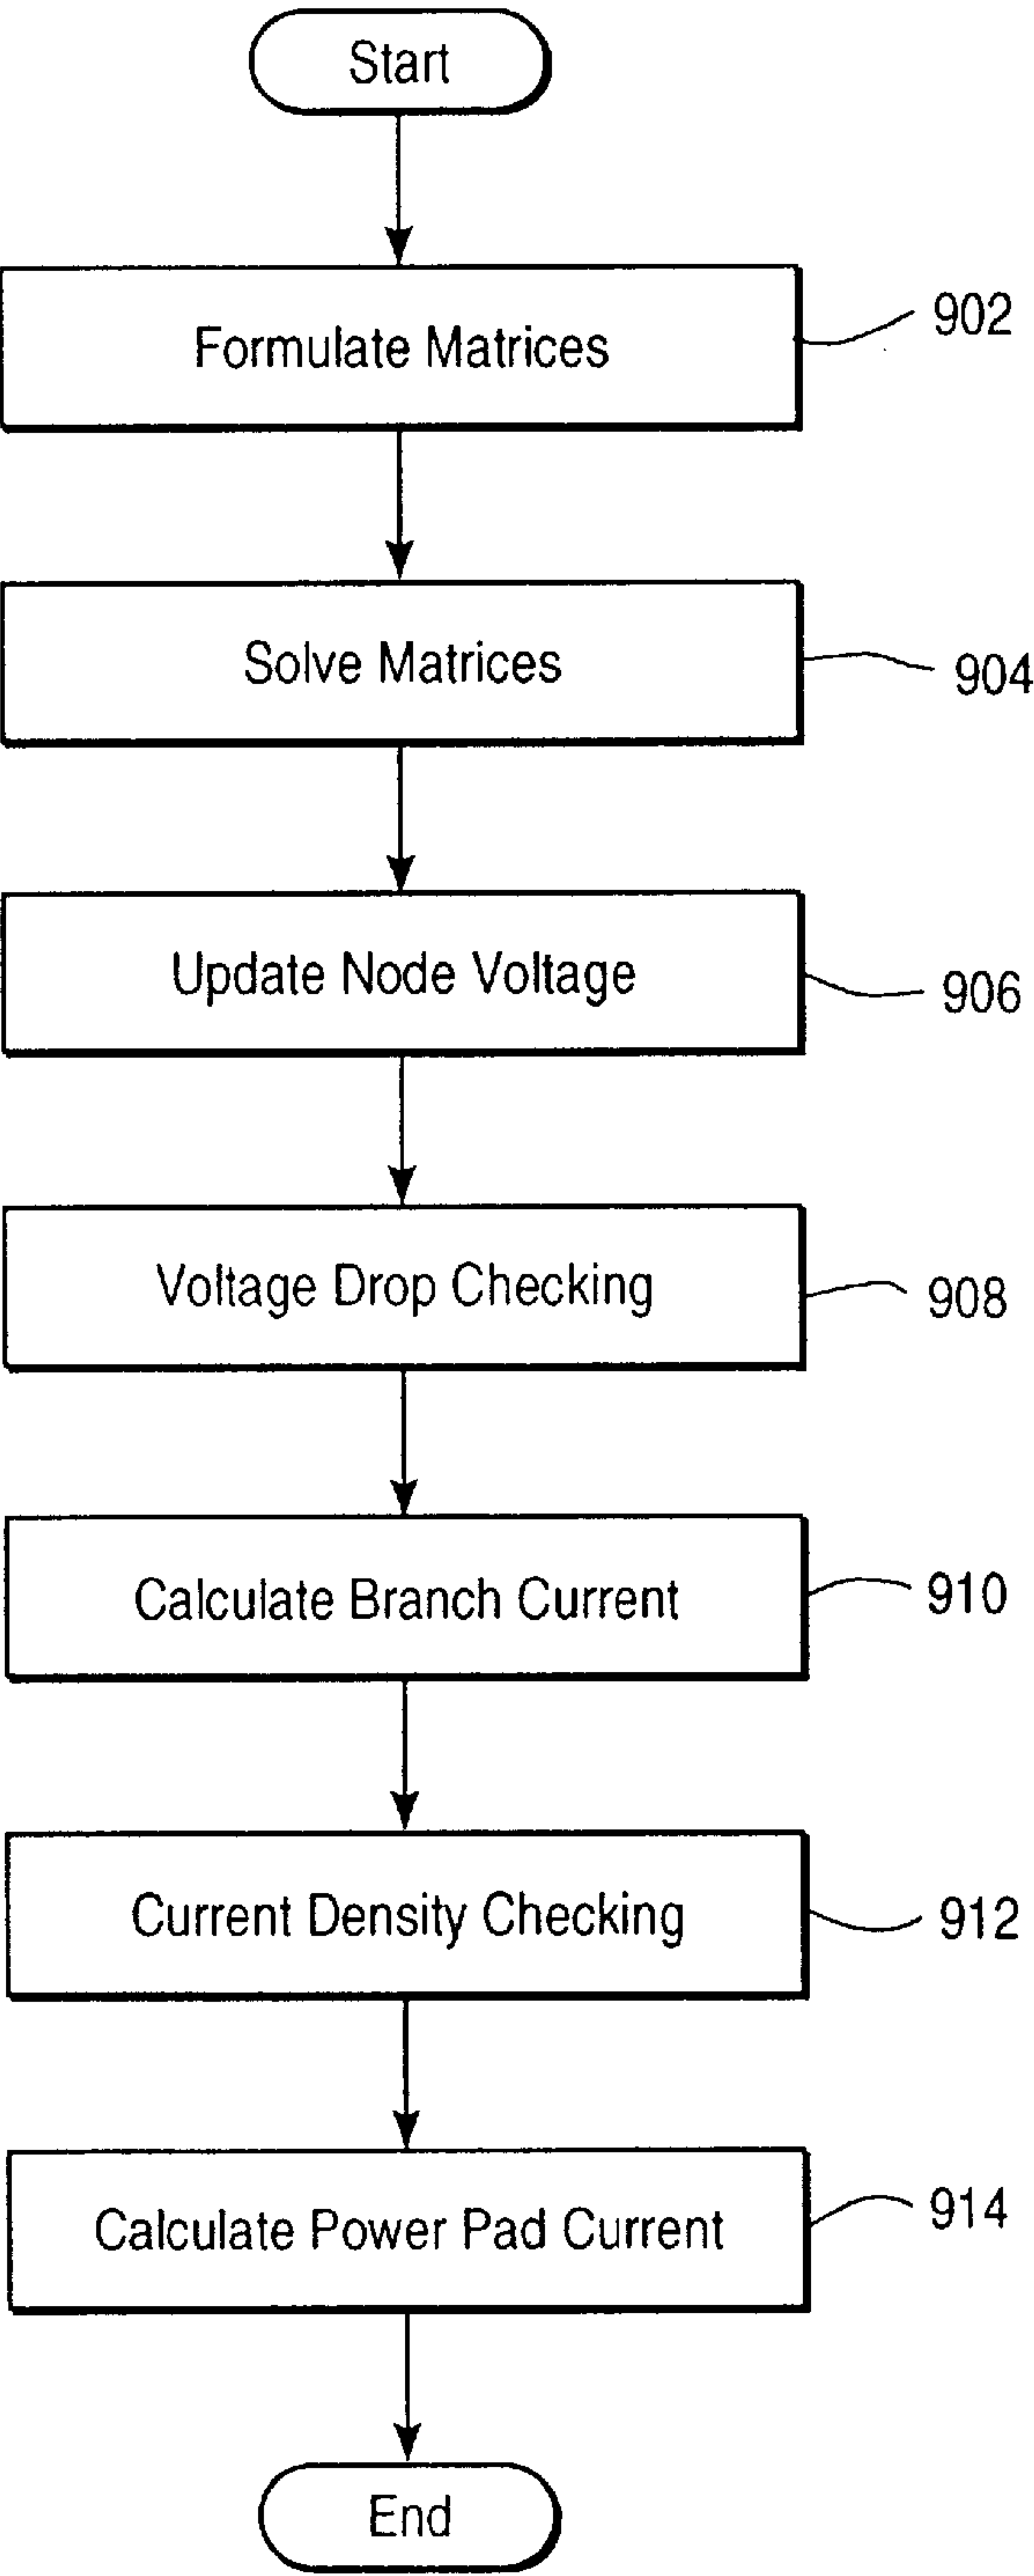 Start
Formulate Matrices
902
Solve Matrices
904
Update Node Voltage
906
Voltage Drop Checking
908
Calculate Branch Current
910
Current Density Checking
912
Calculate Power Pad Current
914
End